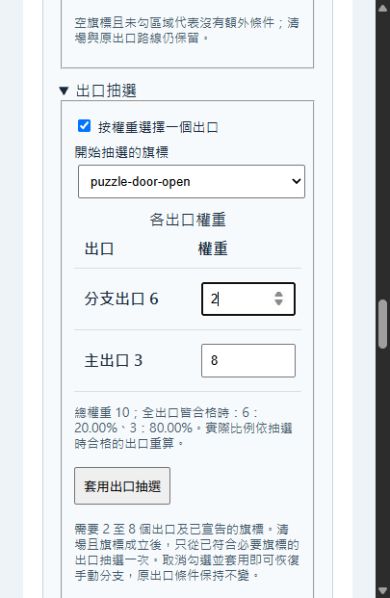 空旗標且未勾區域代表沒有額外條件；清
場與原出口路線仍保留。
▼ 出口抽選
按權重選擇一個出口
開始抽選的旗標
puzzle-door-open
各出口權重
出口 權重
分支出口 6 2
主出口 3 8
總權重 10；全出口皆合格時：6：
20.00%、3：80.00%。實際比例依抽選
時合格的出口重算。
套用出口抽選
需要 2 至 8 個出口及已宣告的旗標。清
場且旗標成立後，只從已符合必要旗標的
出口抽選一次。取消勾選並套用即可恢復
手動分支，原出口條件保持不變。